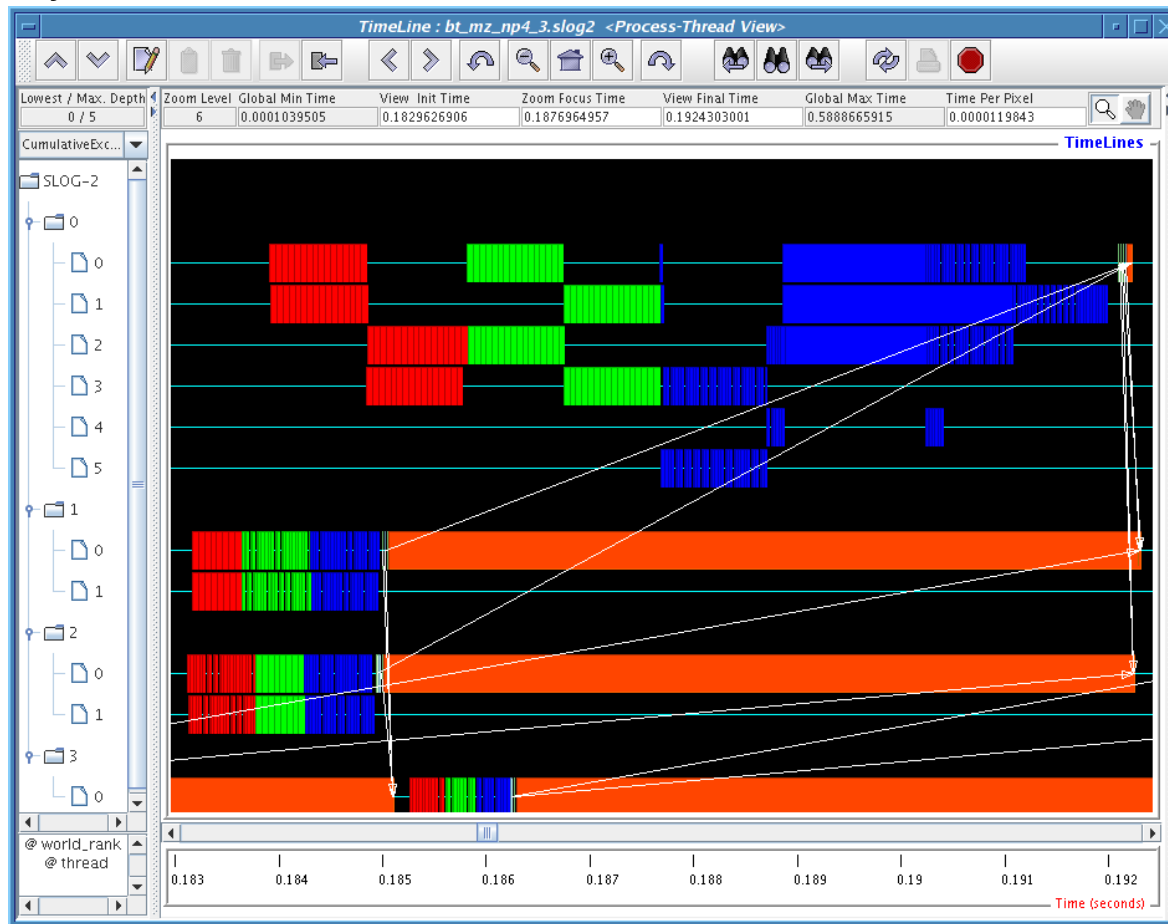 TimeLine : bt_mz_np4_3.slog2 <Process-Thread View>
Lowest / Max. Depth Zoom Level Global Min Time View Init Time Zoom Focus Time View Final Time Global Max Time Time Per Pixel
0 / 5 6 0.0001039505 0.1829626906 0.1876964957 0.1924303001 0.5888665915 0.0000119843
CumulativeExc...
TimeLines
SLOG-2
0
0
1
2
3
4
5
1
0
1
2
0
1
3
0
@ world_rank
@ thread
0.183 0.184 0.185 0.186 0.187 0.188 0.189 0.19 0.191 0.192
Time (seconds)